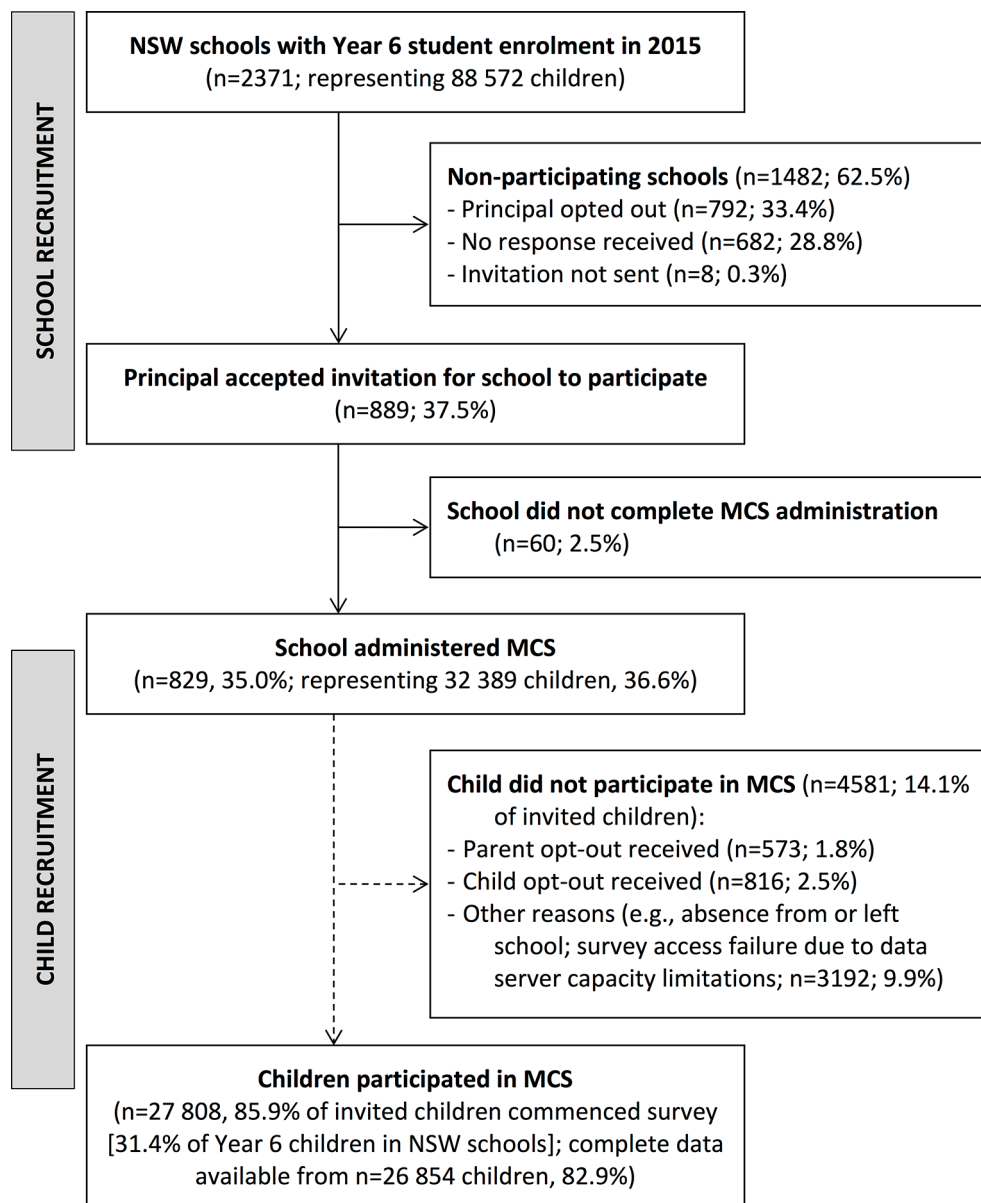 SCHOOL RECRUITMENT
NSW schools with Year 6 student enrolment in 2015
(n=2371; representing 88 572 children)
Non-participating schools (n=1482; 62.5%)
- Principal opted out (n=792; 33.4%)
- No response received (n=682; 28.8%)
- Invitation not sent (n=8; 0.3%)
Principal accepted invitation for school to participate
(n=889; 37.5%)
School did not complete MCS administration
(n=60; 2.5%)
CHILD RECRUITMENT
School administered MCS
(n=829, 35.0%; representing 32 389 children, 36.6%)
Child did not participate in MCS (n=4581; 14.1%
of invited children):
- Parent opt-out received (n=573; 1.8%)
- Child opt-out received (n=816; 2.5%)
- Other reasons (e.g., absence from or left
school; survey access failure due to data
server capacity limitations; n=3192; 9.9%)
Children participated in MCS
(n=27 808, 85.9% of invited children commenced survey
[31.4% of Year 6 children in NSW schools]; complete data
available from n=26 854 children, 82.9%)